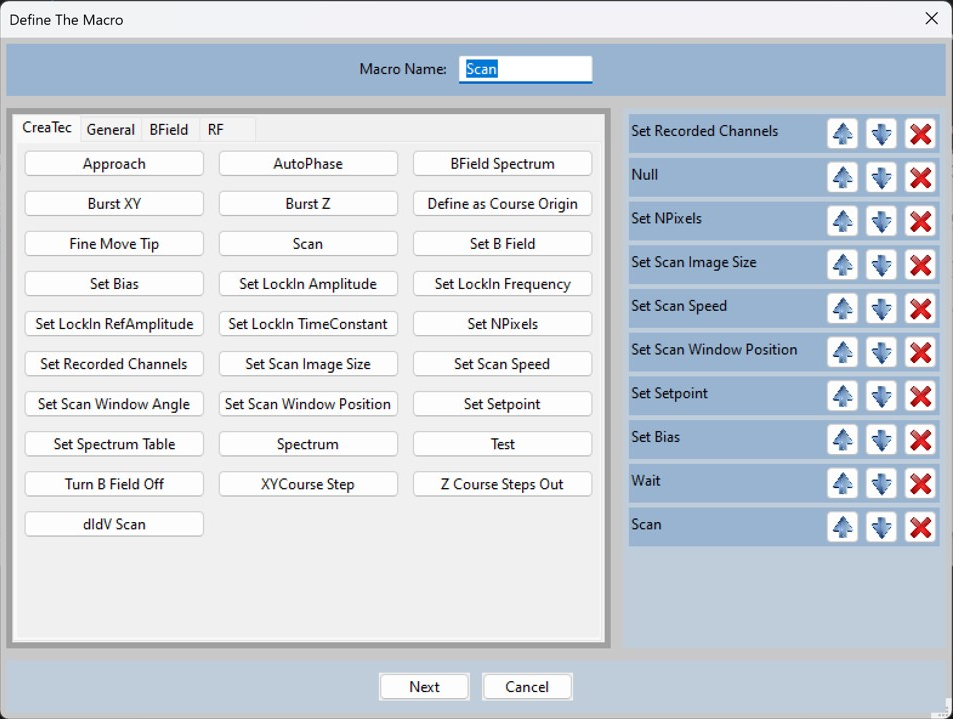 Define The Macro
Macro Name: Scan
CreaTec General BField RF
Approach AutoPhase BField Spectrum
Burst XY Burst Z Define as Course Origin
Fine Move Tip Scan Set B Field
Set Bias Set LockIn Amplitude Set LockIn Frequency
Set LockIn RefAmplitude Set LockIn TimeConstant Set NPixels
Set Recorded Channels Set Scan Image Size Set Scan Speed
Set Scan Window Angle Set Scan Window Position Set Setpoint
Set Spectrum Table Spectrum Test
Turn B Field Off XYCourse Step Z Course Steps Out
dIdV Scan
Set Recorded Channels
Null
Set NPixels
Set Scan Image Size
Set Scan Speed
Set Scan Window Position
Set Setpoint
Set Bias
Wait
Scan
Next Cancel